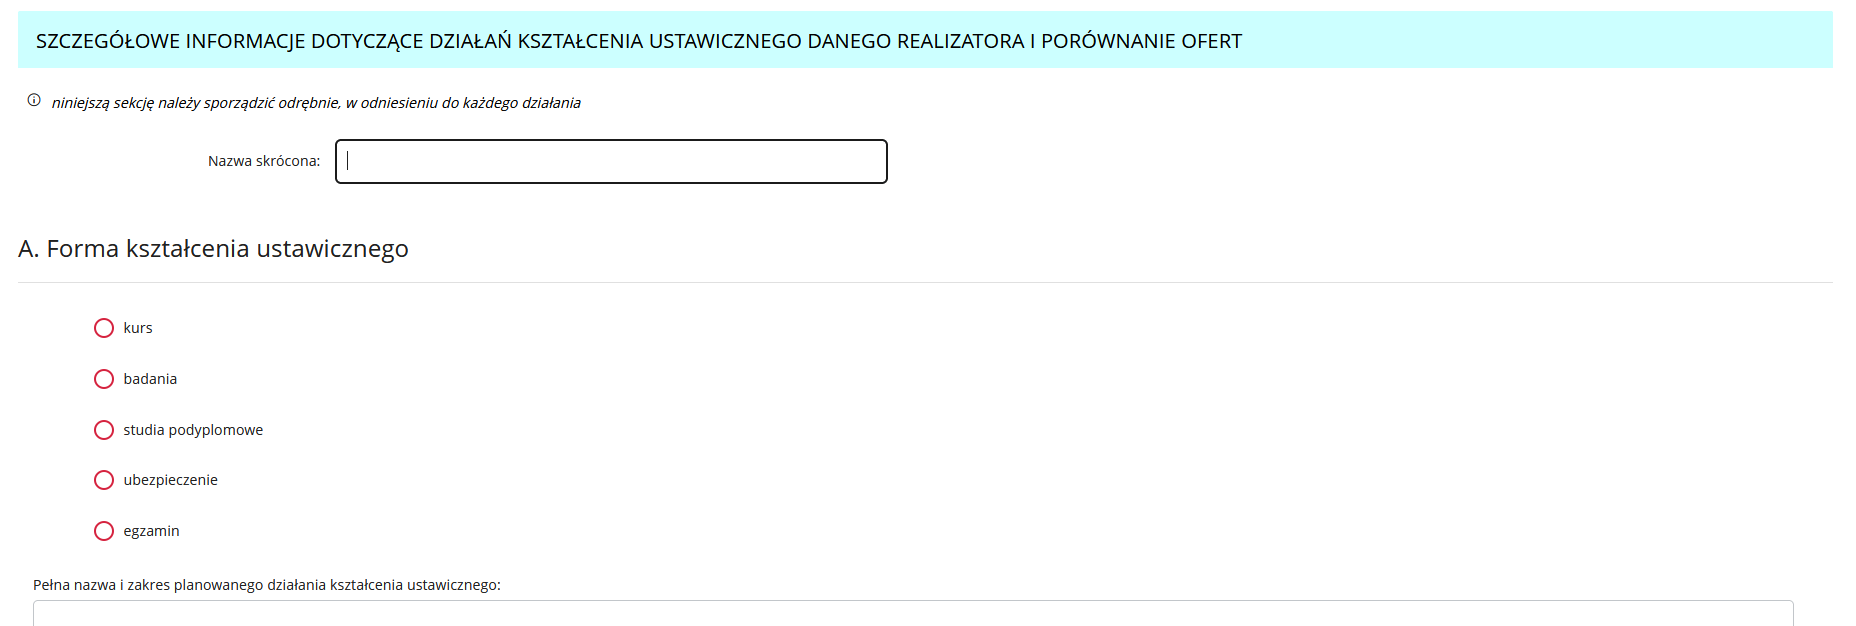 SZCZEGÓŁOWE INFORMACJE DOTYCZĄCE DZIAŁAŃ KSZTAŁCENIA USTAWICZNEGO DANEGO REALIZATORA I PORÓWNANIE OFERT
niniejszą sekcję należy sporządzić odrębnie, w odniesieniu do każdego działania
Nazwa skrócona:
A. Forma kształcenia ustawicznego
kurs
badania
studia podyplomowe
ubezpieczenie
egzamin
Pełna nazwa i zakres planowanego działania kształcenia ustawicznego: